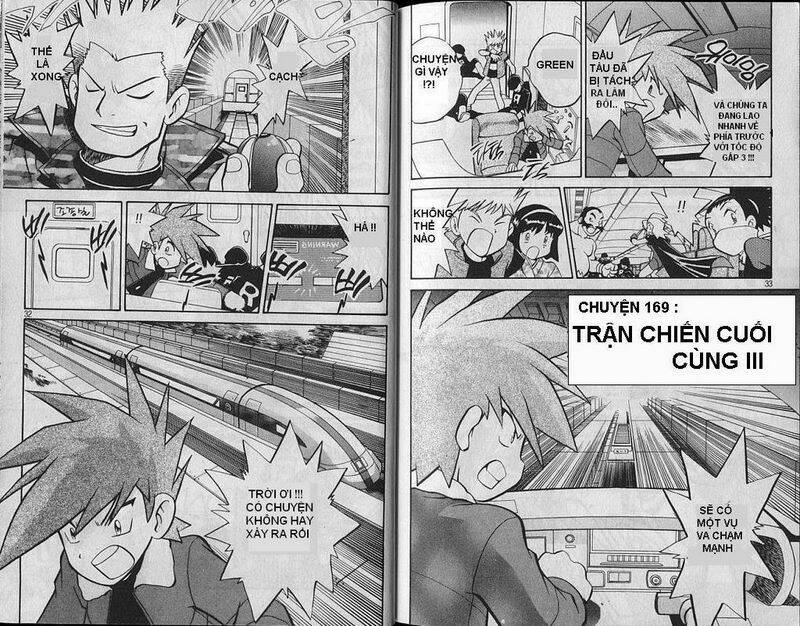 THẾ
LÀ
XONG
CẠCH
!!
HÁ !!
32
TRỜI ƠI !!!
CÓ CHUYỆN
KHÔNG HAY
XẢY RA RỒI
CHUYỆN
GÌ VẬY
!?!
GREEN
ĐẦU
TÀU ĐÃ
BỊ TÁCH
RA LÀM
ĐÔI..
VÀ CHÚNG TA
ĐANG LAO
NHANH VỀ
PHÍA TRƯỚC
VỚI TỐC ĐỘ
GẤP 3 !!!
KHÔNG
THỂ
NÀO
!!
33
CHUYỆN 169 :
TRẬN CHIẾN CUỐI
CÙNG III
SẼ CÓ
MỘT VỤ
VA CHẠM
MẠNH